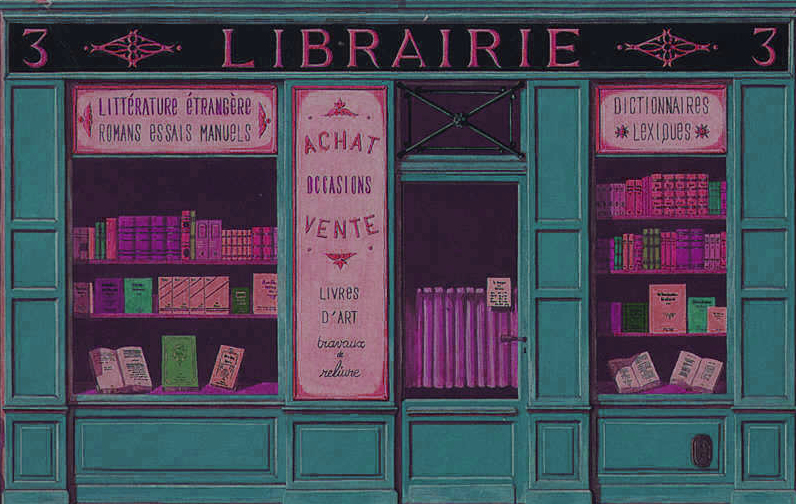 3 LIBRAIRIE 3
LITTÉRATURE ÉTRANGÈRE
ROMANS ESSAIS MANUELS
ACHAT
OCCASIONS
VENTE
LIVRES
D'ART
travaux
de
reliure
DICTIONNAIRES
LEXIQUES